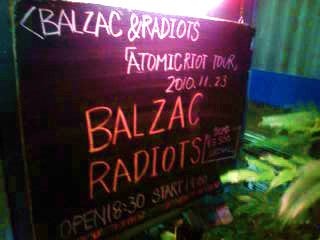 <BALZAC & RADIOTS
「ATOMIC RIOT TOUR」
2010.11.23
BALZAC
RADIOTS
OPEN 18:30 START 19:00